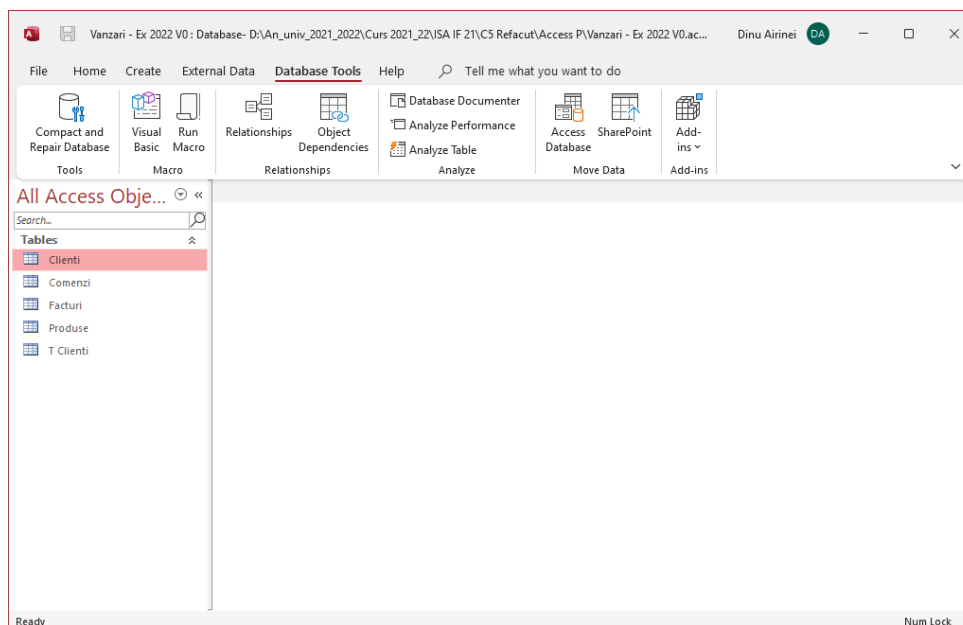 Vanzari - Ex 2022 V0 : Database- D:\An_univ_2021_2022\Curs 2021_22\ISA IF 21\C5 Refacut\Access P\Vanzari - Ex 2022 V0.ac... Dinu Airinei DA
File Home Create External Data Database Tools Help Tell me what you want to do
Compact and Repair Database
Visual Basic
Run Macro
Relationships
Object Dependencies
Database Documenter
Analyze Performance
Analyze Table
Access Database
SharePoint
Add-ins
Tools Macro Relationships Analyze Move Data Add-ins
All Access Obje...
Search...
Tables
Clienti
Comenzi
Facturi
Produse
T Clienti
Ready Num Lock